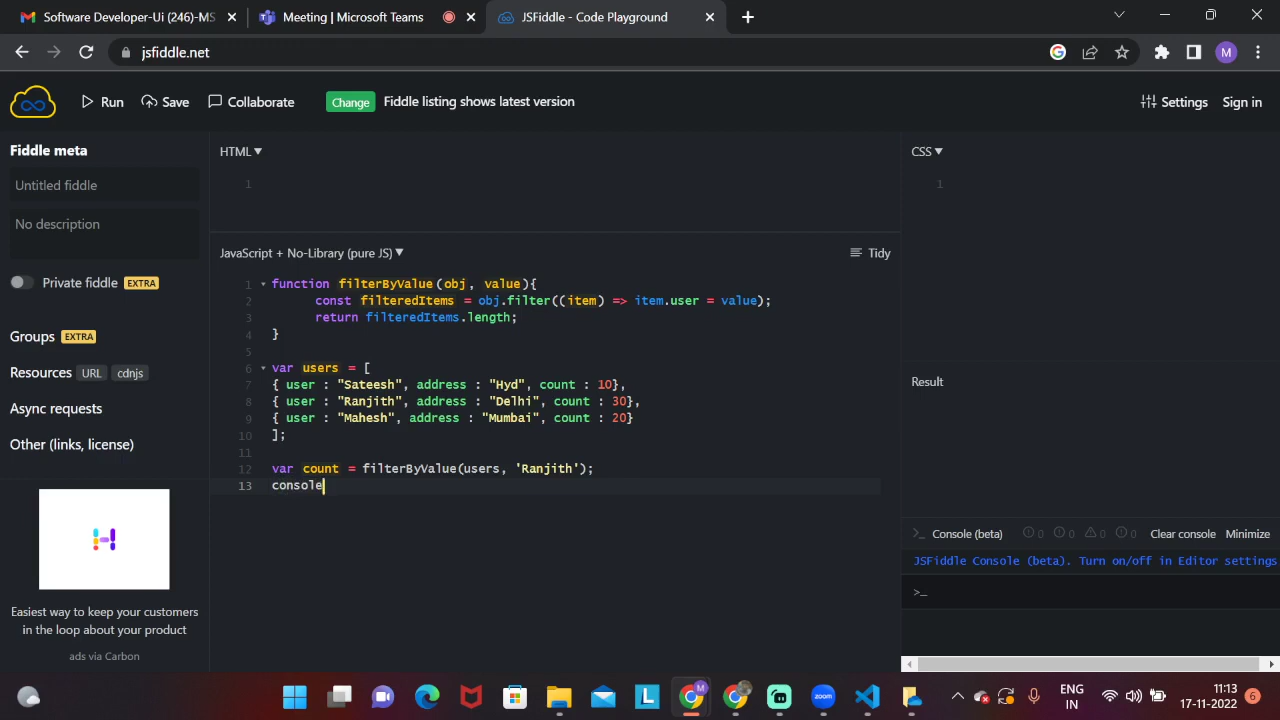 Software Developer-Ui (246)-MS
Meeting | Microsoft Teams
JSFiddle - Code Playground
jsfiddle.net
M
Run
Save
Collaborate
Change
Fiddle listing shows latest version
Settings
Sign in
Fiddle meta
Untitled fiddle
No description
Private fiddle EXTRA
Groups EXTRA
Resources URL cdnjs
Async requests
Other (links, license)
Easiest way to keep your customers
in the loop about your product
ads via Carbon
HTML
1
CSS
1
JavaScript + No-Library (pure JS)
Tidy
1 function filterByValue(obj, value){
2 const filteredItems = obj.filter((item) => item.user = value);
3 return filteredItems.length;
4 }
5
6 var users = [
7 { user : "Sateesh", address : "Hyd", count : 10},
8 { user : "Ranjith", address : "Delhi", count : 30},
9 { user : "Mahesh", address : "Mumbai", count : 20}
10 ];
11
12 var count = filterByValue(users, 'Ranjith');
13 console
Result
>_ Console (beta) 0 0 0 0 Clear console Minimize
JSFiddle Console (beta). Turn on/off in Editor settings
>_
L
zoom
M
ENG
IN
11:13
17-11-2022
6